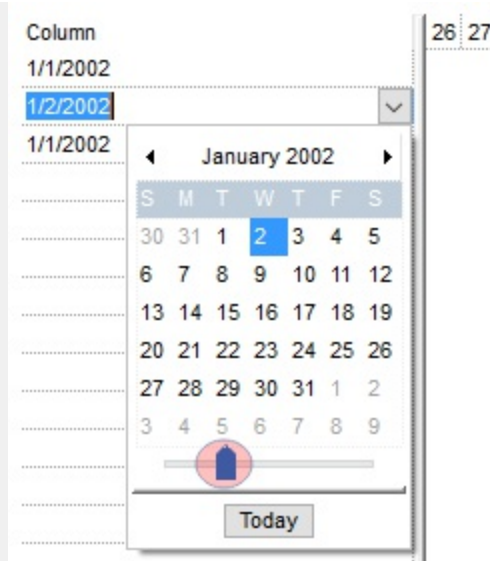 Column
26 27
1/1/2002
1/2/2002
1/1/2002
January 2002
S M T W T F S
30 31 1 2 3 4 5
6 7 8 9 10 11 12
13 14 15 16 17 18 19
20 21 22 23 24 25 26
27 28 29 30 31 1 2
3 4 5 6 7 8 9
Today